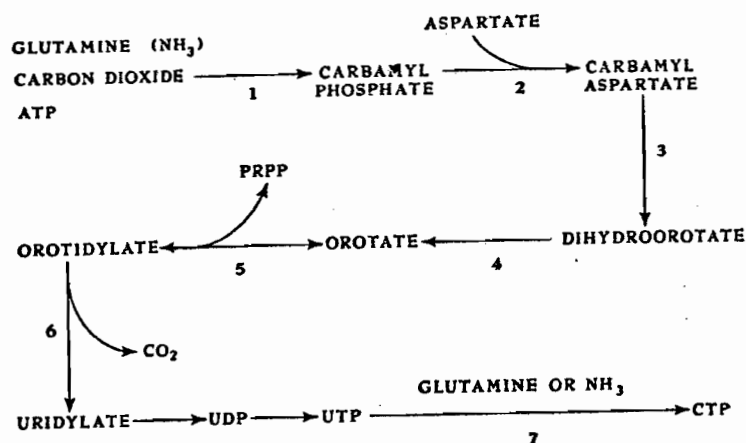 ASPARTATE
GLUTAMINE (NH₃)
CARBON DIOXIDE
ATP
1
CARBAMYL
PHOSPHATE
2
CARBAMYL
ASPARTATE
3
PRPP
OROTIDYLATE
5
OROTATE
4
DIHYDROOROTATE
6
CO₂
GLUTAMINE OR NH₃
URIDYLATE
UDP
UTP
7
CTP